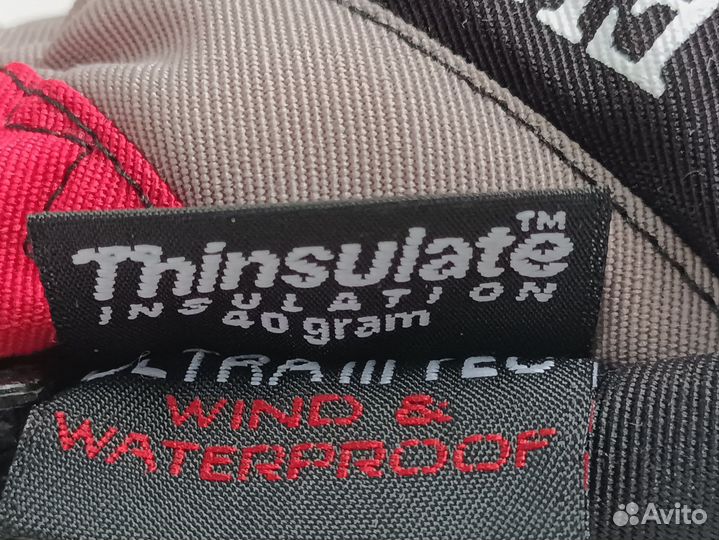 Thinsulate™
INSULATION
40 gram
WIND &
WATERPROOF
Avito